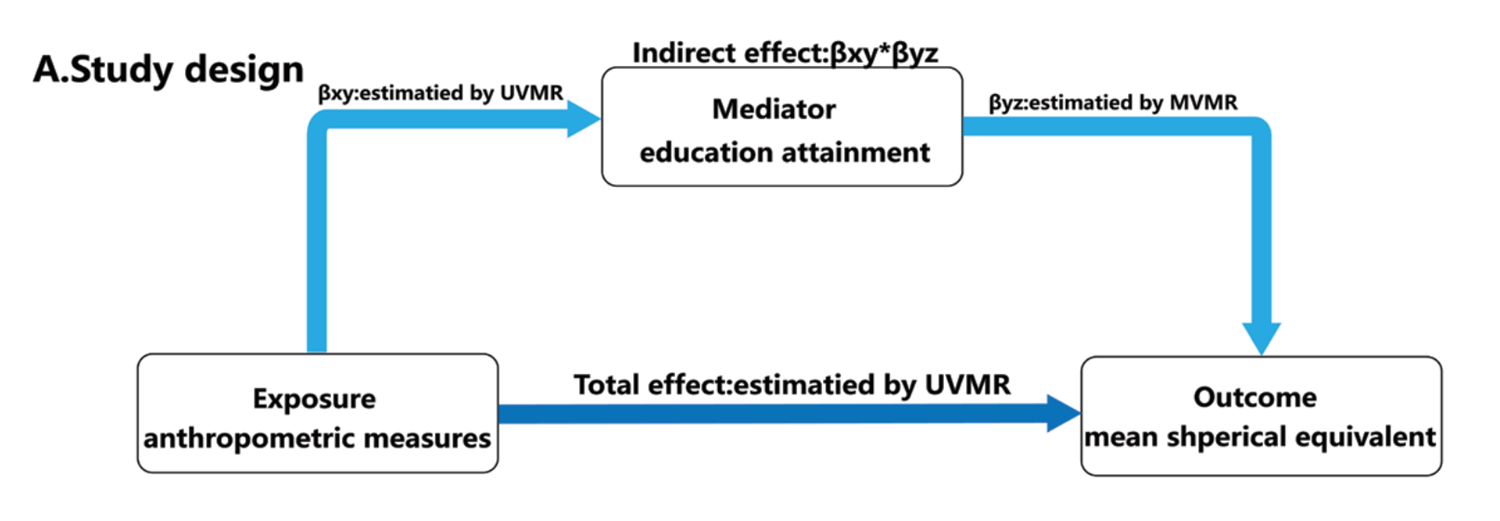 A.Study design
Indirect effect:βxy*βyz
βxy:estimatied by UVMR
Mediator
education attainment
βyz:estimatied by MVMR
Total effect:estimatied by UVMR
Exposure
anthropometric measures
Outcome
mean shperical equivalent